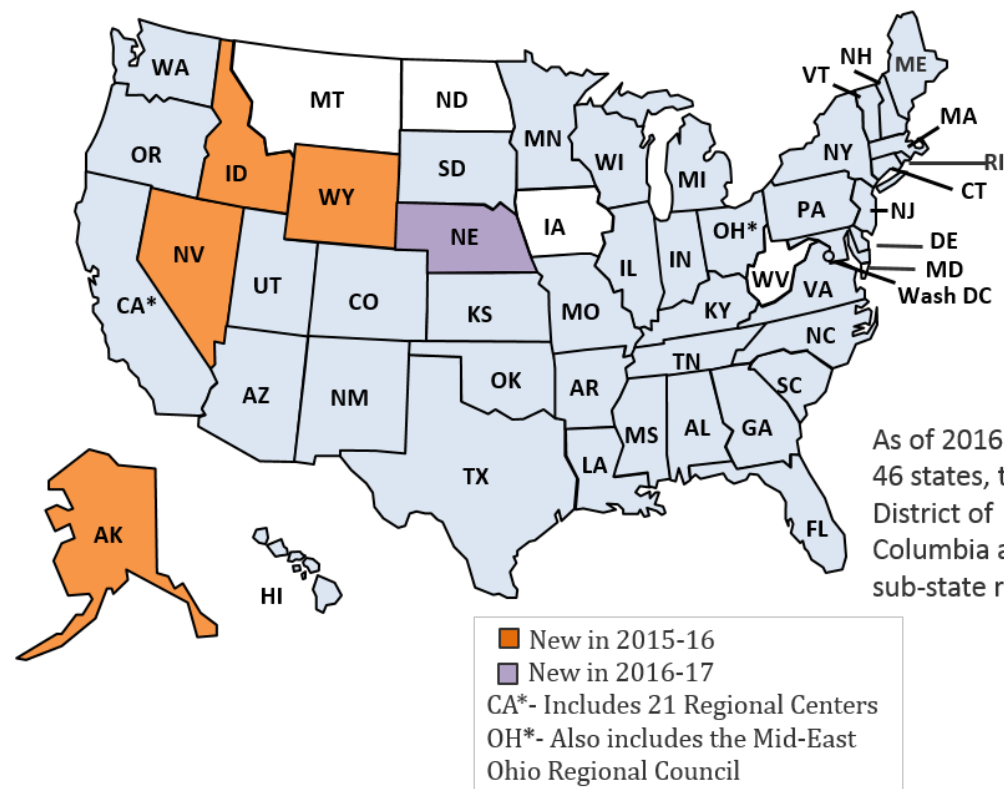 WA
MT
ND
MN
NH
VT
ME
MA
OR
ID
WY
SD
WI
MI
NY
RI
CT
NV
UT
CO
NE
IA
IL
IN
OH*
PA
NJ
DE
MD
Wash DC
WV
VA
CA*
KS
MO
KY
NC
AZ
NM
OK
AR
TN
SC
MS
AL
GA
TX
LA
FL
AK
HI
As of 2016
46 states, t
District of
Columbia a
sub-state r
New in 2015-16
New in 2016-17
CA*- Includes 21 Regional Centers
OH*- Also includes the Mid-East
Ohio Regional Council